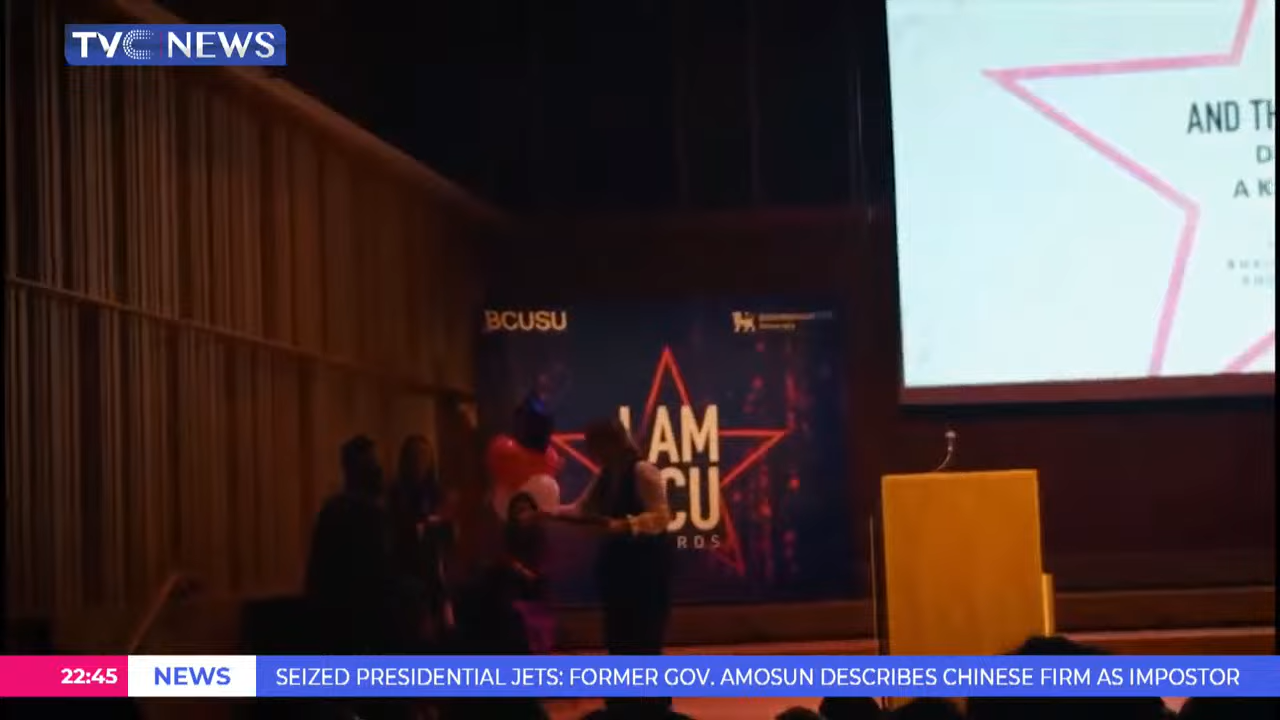 TVC NEWS
AND TH
D
A K
BCUSU
I AM
CU
RDS
22:45 NEWS SEIZED PRESIDENTIAL JETS: FORMER GOV. AMOSUN DESCRIBES CHINESE FIRM AS IMPOSTOR